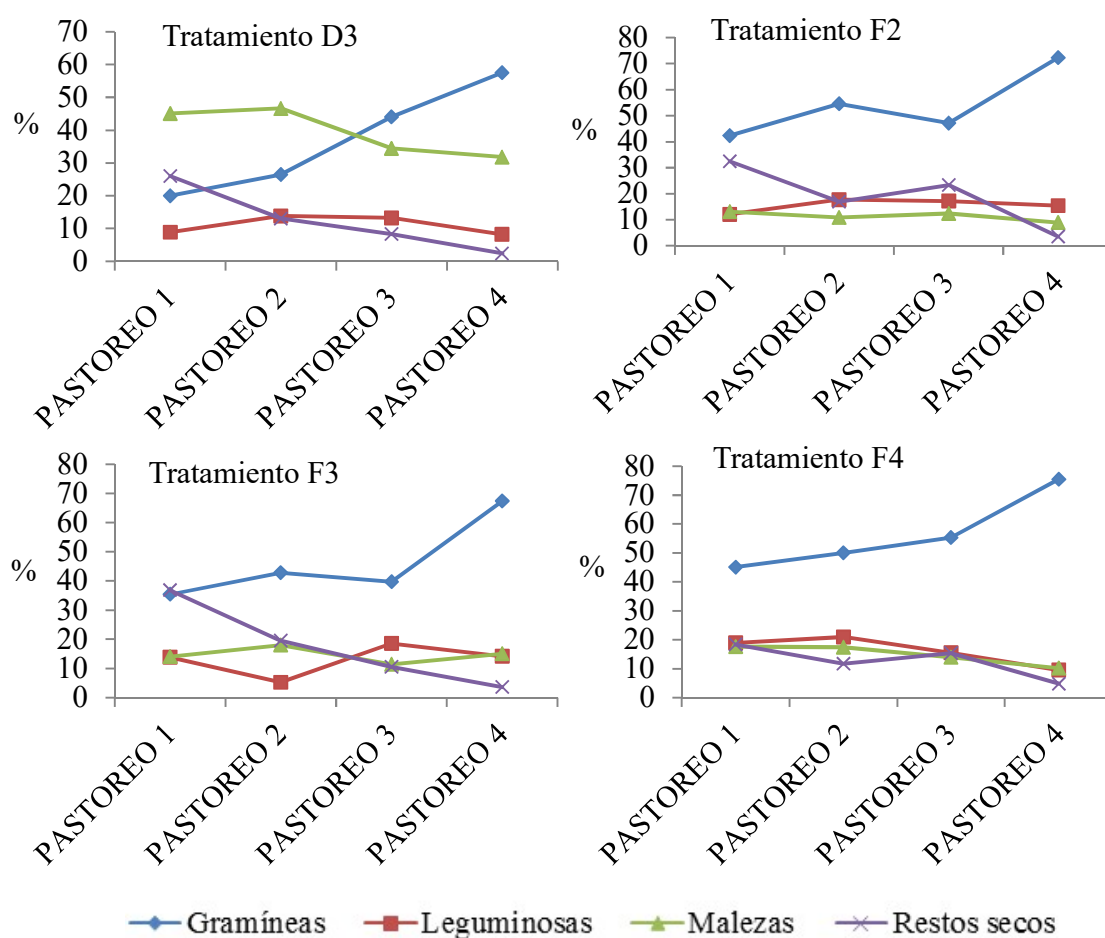 Tratamiento D3
70
60
50
40
30
20
10
0
%
PASTOREO 1
PASTOREO 2
PASTOREO 3
PASTOREO 4
Tratamiento F2
80
70
60
50
40
30
20
10
0
%
PASTOREO 1
PASTOREO 2
PASTOREO 3
PASTOREO 4
Tratamiento F3
80
70
60
50
40
30
20
10
0
%
PASTOREO 1
PASTOREO 2
PASTOREO 3
PASTOREO 4
Tratamiento F4
80
70
60
50
40
30
20
10
0
%
PASTOREO 1
PASTOREO 2
PASTOREO 3
PASTOREO 4
Gramíneas Leguminosas Malezas Restos secos